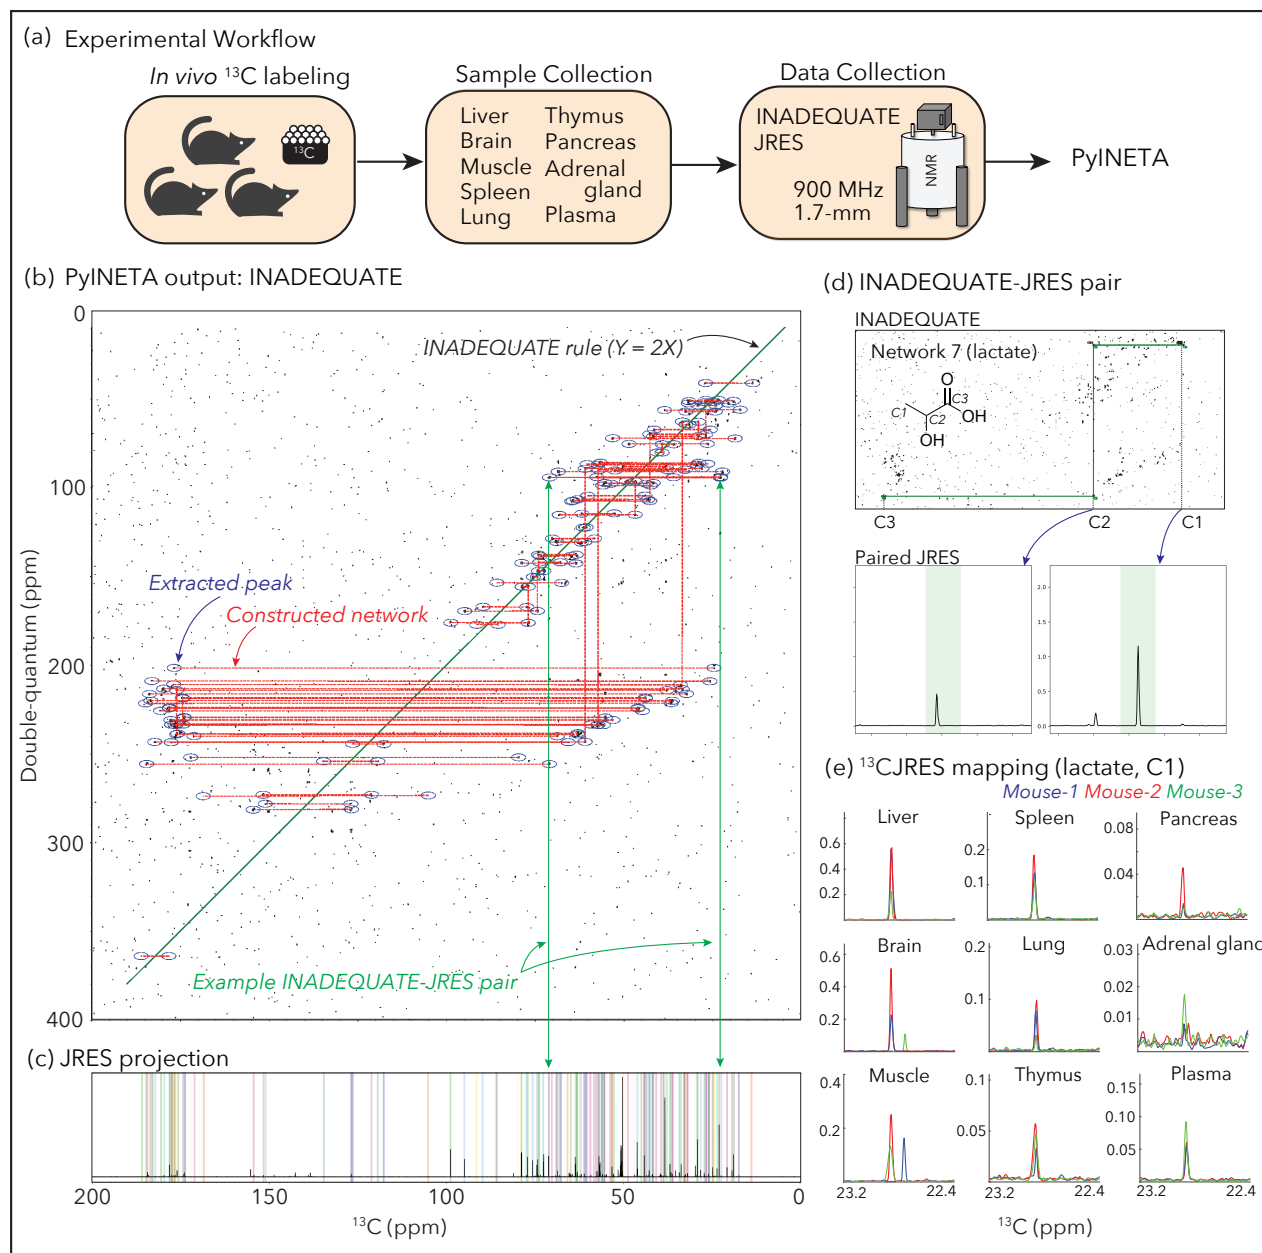 (a) Experimental Workflow
In vivo ¹³C labeling
¹³C
Sample Collection
Liver
Brain
Muscle
Spleen
Lung
Thymus
Pancreas
Adrenal
gland
Plasma
Data Collection
INADEQUATE
JRES
900 MHz
1.7-mm
NMR
PyINETA
(b) PyINETA output: INADEQUATE
0
100
200
300
400
Double-quantum (ppm)
INADEQUATE rule (Y = 2X)
Extracted peak
Constructed network
Example INADEQUATE-JRES pair
(c) JRES projection
200
150
100
50
0
¹³C (ppm)
(d) INADEQUATE-JRES pair
INADEQUATE
Network 7 (lactate)
O
C3
C1
C2
OH
OH
C3
C2
C1
Paired JRES
2.0
1.5
1.0
0.5
0.0
(e) ¹³CJRES mapping (lactate, C1)
Mouse-1 Mouse-2 Mouse-3
Liver
0.6
0.4
0.2
Spleen
0.2
0.1
Pancreas
0.08
0.04
Brain
0.6
0.4
0.2
Lung
0.2
0.1
Adrenal gland
0.03
0.02
0.01
Muscle
0.4
0.2
23.2
22.4
Thymus
0.05
23.2
22.4
Plasma
0.15
0.10
0.05
23.2
22.4
¹³C (ppm)